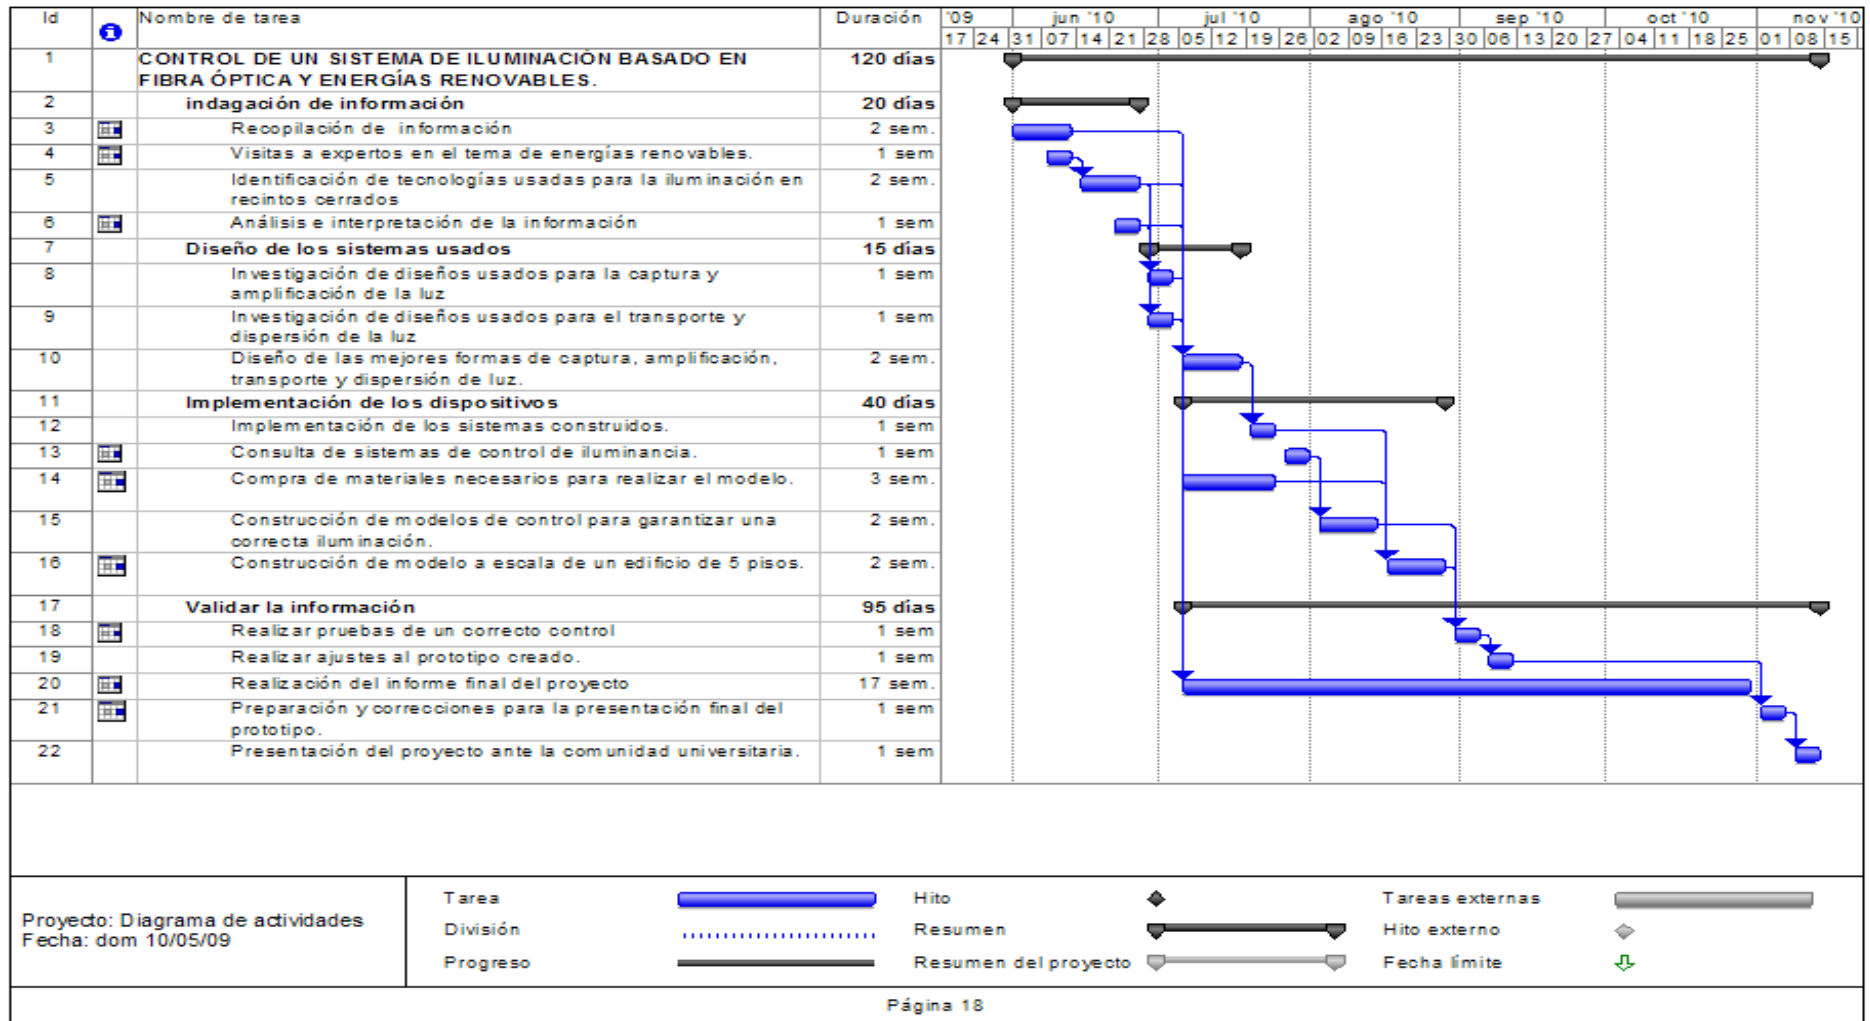 Id Nombre de tarea Duración '09 jun '10 jul '10 ago '10 sep '10 oct '10 nov '10
17 24 31 07 14 21 28 05 12 19 26 02 09 16 23 30 06 13 20 27 04 11 18 25 01 08 15
1 CONTROL DE UN SISTEMA DE ILUMINACIÓN BASADO EN 120 días
FIBRA ÓPTICA Y ENERGÍAS RENOVABLES.
2 indagación de información 20 días
3 Recopilación de información 2 sem.
4 Visitas a expertos en el tema de energías renovables. 1 sem
5 Identificación de tecnologías usadas para la iluminación en 2 sem.
recintos cerrados
6 Análisis e interpretación de la información 1 sem
7 Diseño de los sistemas usados 15 días
8 Investigación de diseños usados para la captura y 1 sem
amplificación de la luz
9 Investigación de diseños usados para el transporte y 1 sem
dispersión de la luz
10 Diseño de las mejores formas de captura, amplificación, 2 sem.
transporte y dispersión de luz.
11 Implementación de los dispositivos 40 días
12 Implementación de los sistemas construidos. 1 sem
13 Consulta de sistemas de control de iluminancia. 1 sem
14 Compra de materiales necesarios para realizar el modelo. 3 sem.
15 Construcción de modelos de control para garantizar una 2 sem.
correcta iluminación.
16 Construcción de modelo a escala de un edificio de 5 pisos. 2 sem.
17 Validar la información 95 días
18 Realizar pruebas de un correcto control 1 sem
19 Realizar ajustes al prototipo creado. 1 sem
20 Realización del informe final del proyecto 17 sem.
21 Preparación y correcciones para la presentación final del 1 sem
prototipo.
22 Presentación del proyecto ante la comunidad universitaria. 1 sem
Proyecto: Diagrama de actividades
Fecha: dom 10/05/09
Tarea Hito Tareas externas
División Resumen Hito externo
Progreso Resumen del proyecto Fecha límite
Página 18